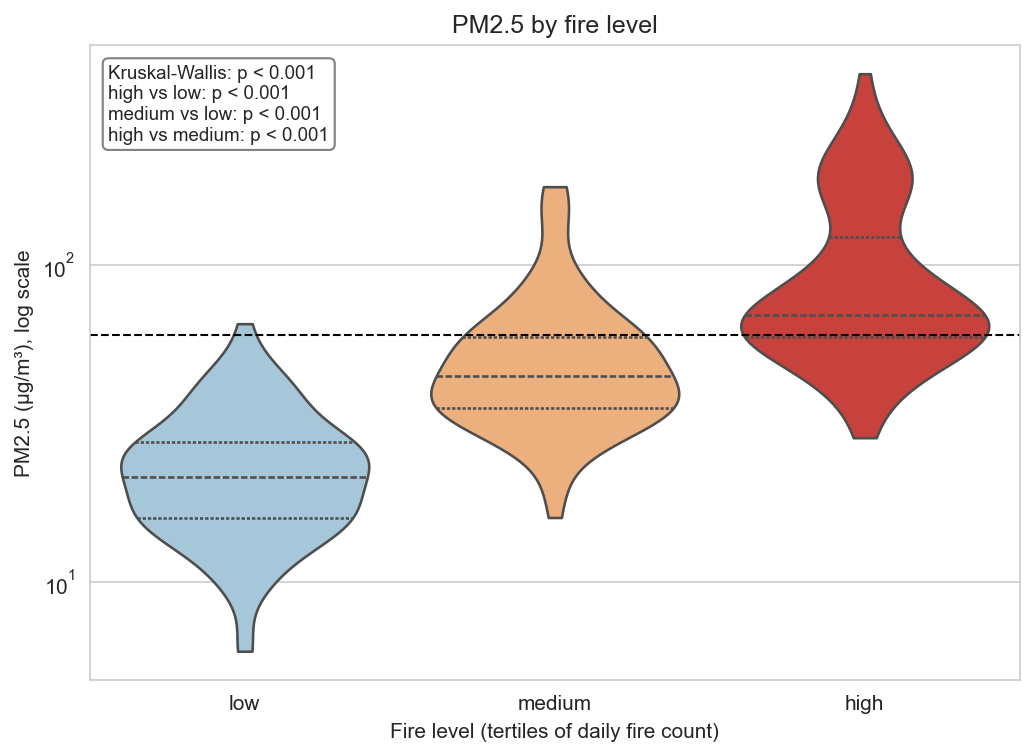 PM2.5 by fire level
Kruskal-Wallis: p < 0.001
high vs low: p < 0.001
medium vs low: p < 0.001
high vs medium: p < 0.001
PM2.5 (μg/m³), log scale
10²
10¹
low medium high
Fire level (tertiles of daily fire count)